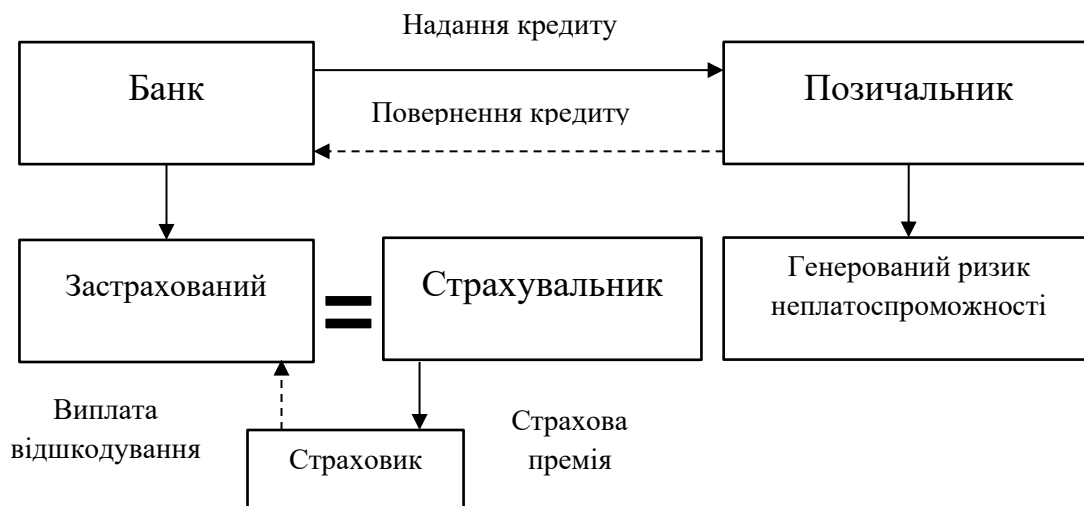 Надання кредиту
Банк
Позичальник
Повернення кредиту
Застрахований
=
Страхувальник
Генерований ризик
неплатоспроможності
Виплата
відшкодування
Страховик
Страхова
премія